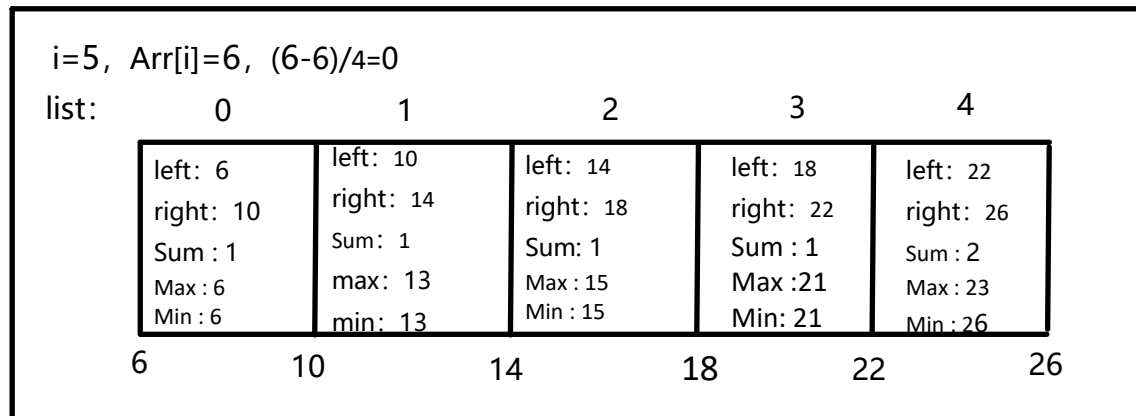 i=5，Arr[i]=6，(6-6)/4=0
list： 0 1 2 3 4
left：6 left：10 left：14 left：18 left：22
right：10 right：14 right：18 right：22 right：26
Sum : 1 Sum：1 Sum: 1 Sum : 1 Sum : 2
Max : 6 max：13 Max : 15 Max :21 Max : 23
Min : 6 min：13 Min : 15 Min: 21 Min : 26
6 10 14 18 22 26